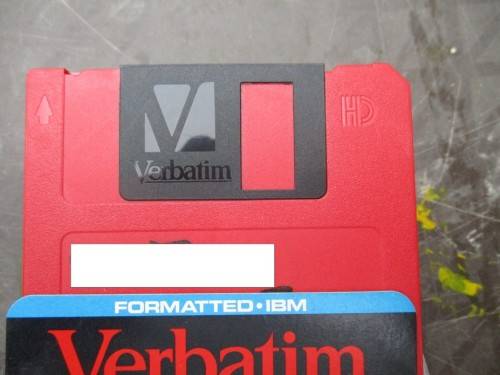 HD
Verbatim
FORMATTED • IBM
Verbatim